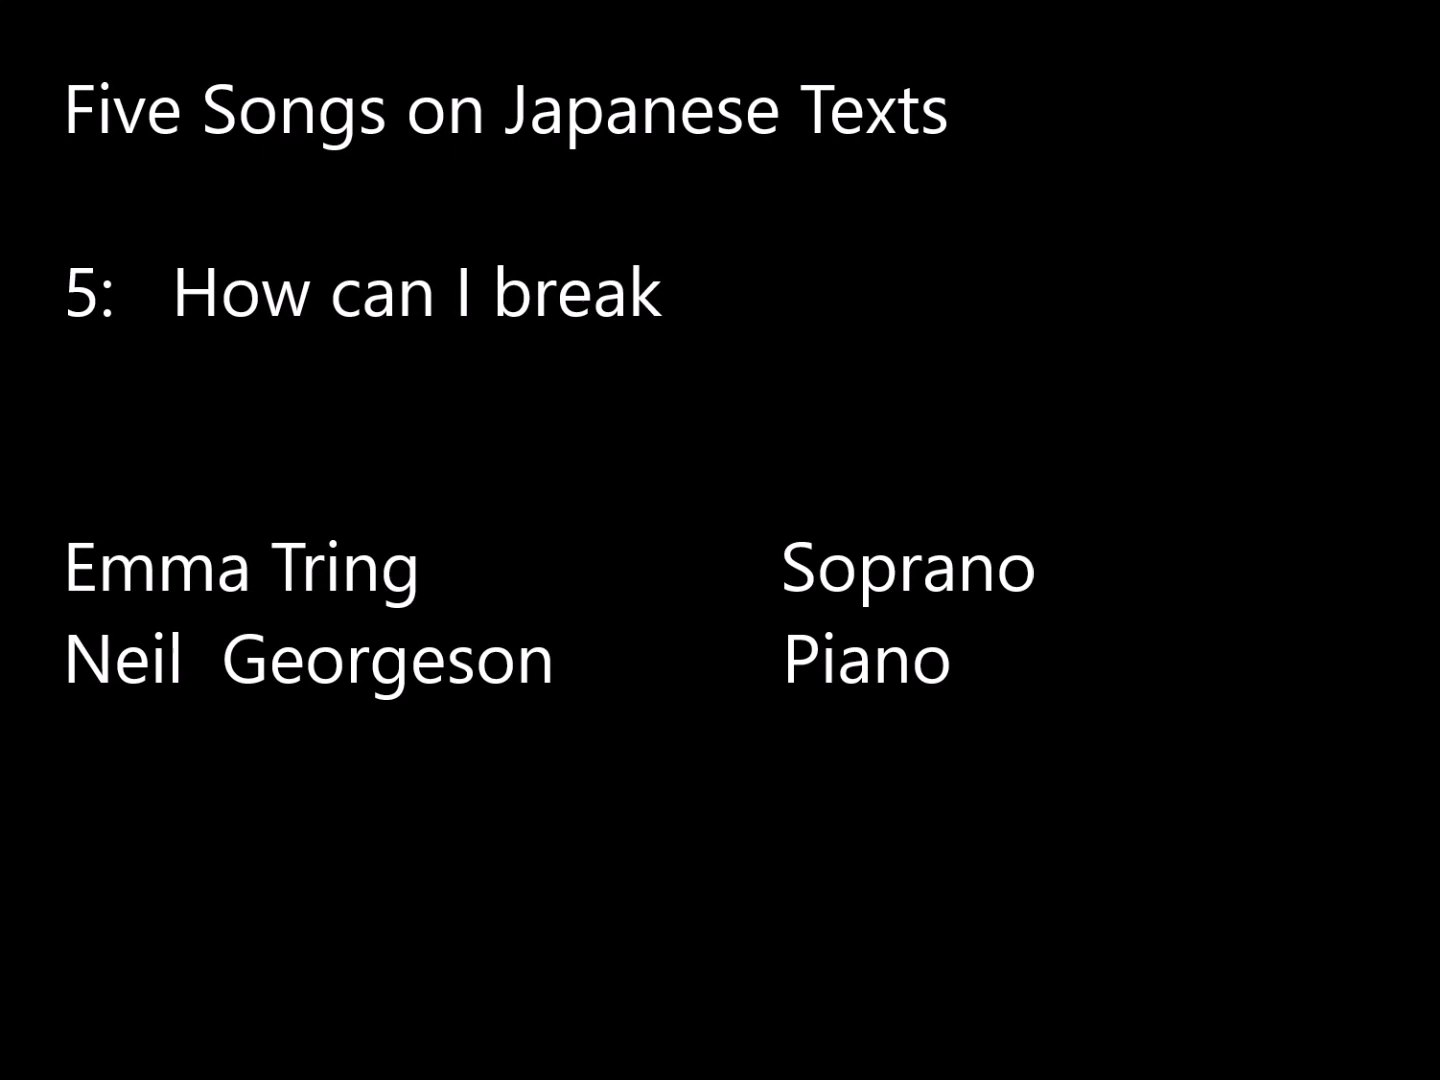 Five Songs on Japanese Texts
5: How can I break
Emma Tring Soprano
Neil Georgeson Piano